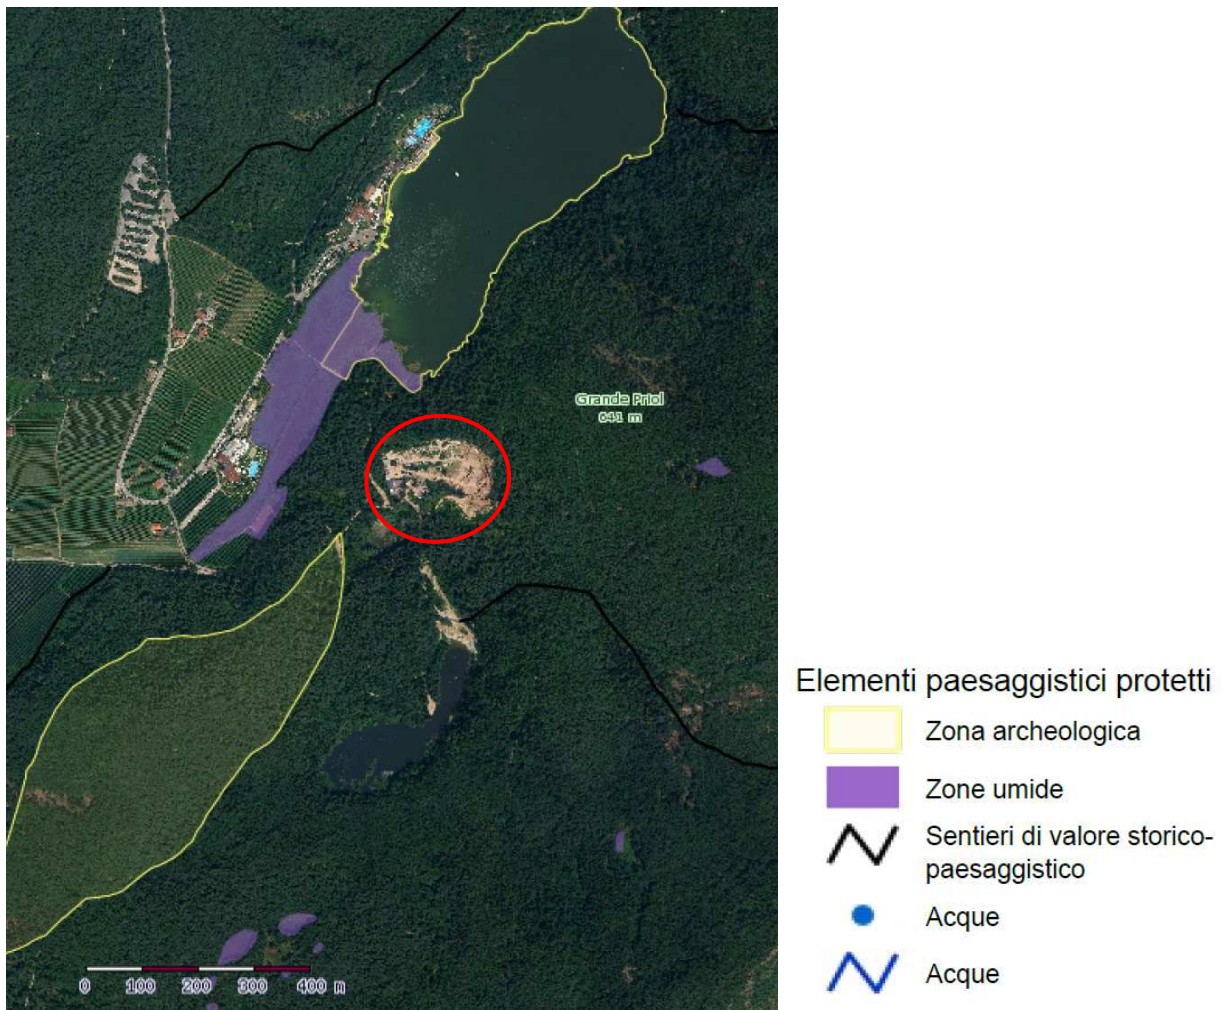 Grande Priol
641 m
0 100 200 300 400 m
Elementi paesaggistici protetti
Zona archeologica
Zone umide
Sentieri di valore storico-
paesaggistico
Acque
Acque